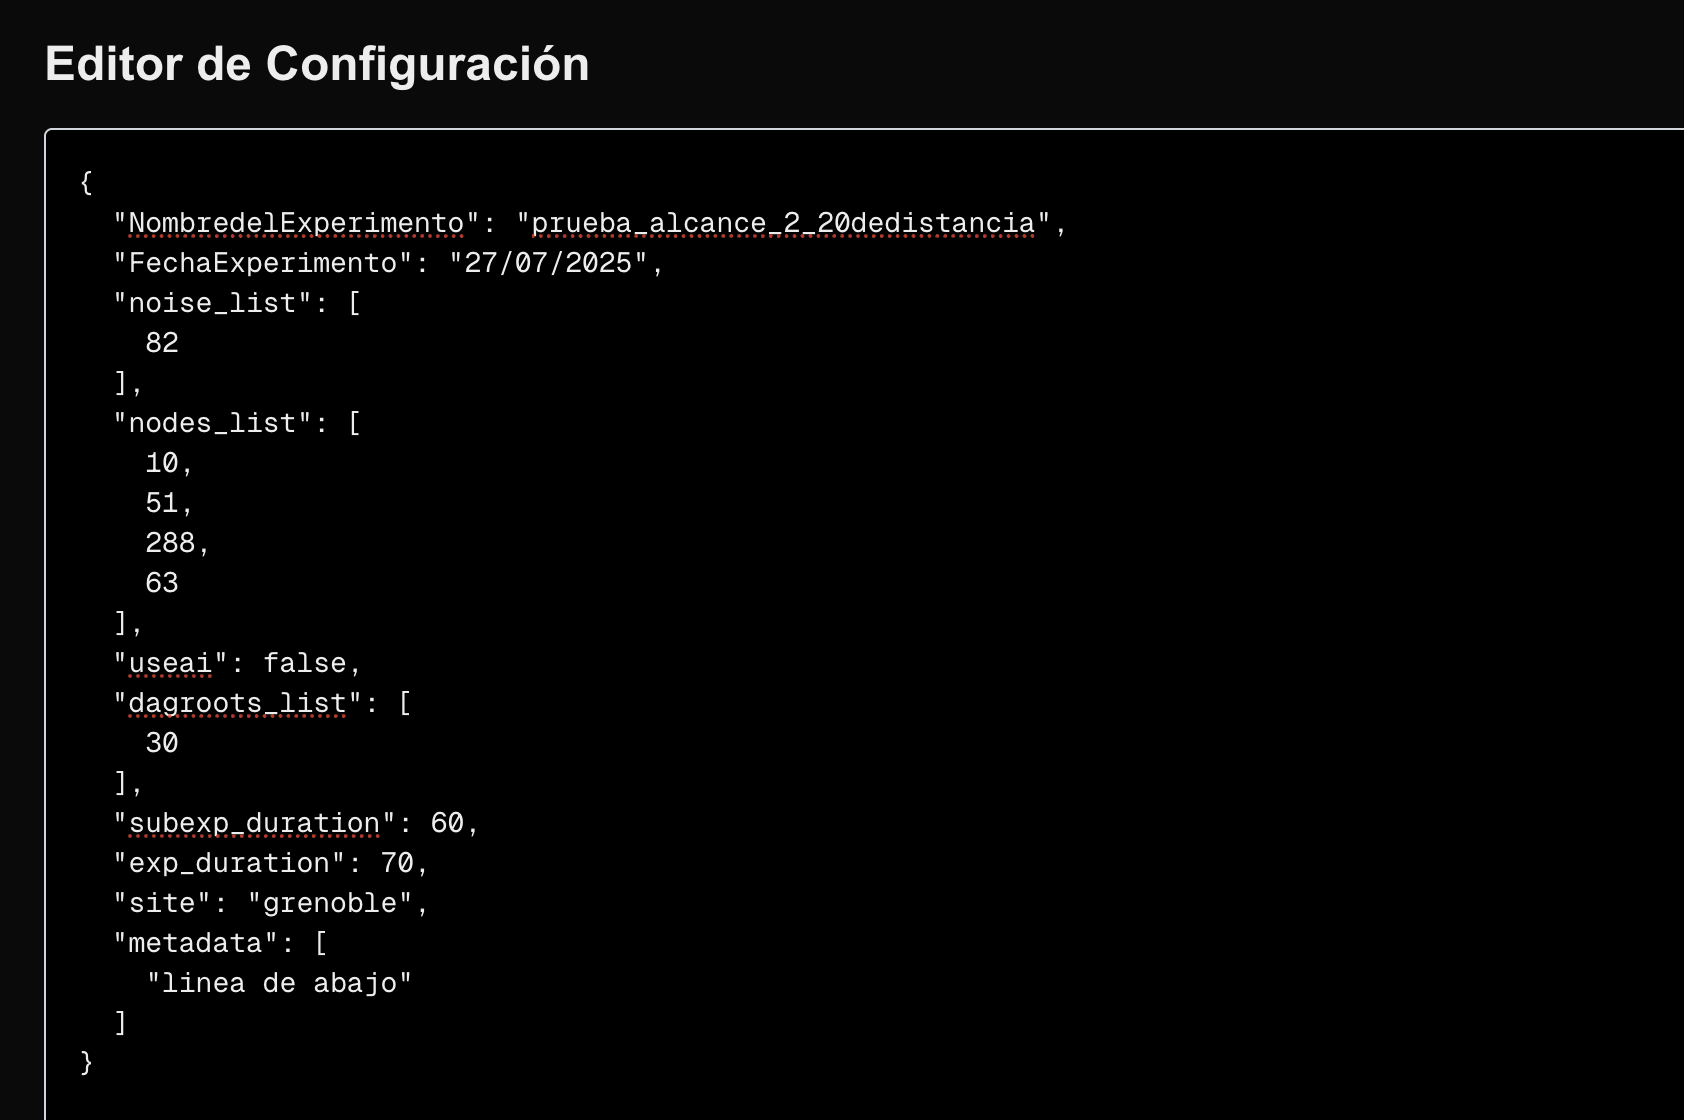 Editor de Configuración
{
"NombredelExperimento": "prueba_alcance_2_20dedistancia",
"FechaExperimento": "27/07/2025",
"noise_list": [
82
],
"nodes_list": [
10,
51,
288,
63
],
"useai": false,
"dagroots_list": [
30
],
"subexp_duration": 60,
"exp_duration": 70,
"site": "grenoble",
"metadata": [
"linea de abajo"
]
}